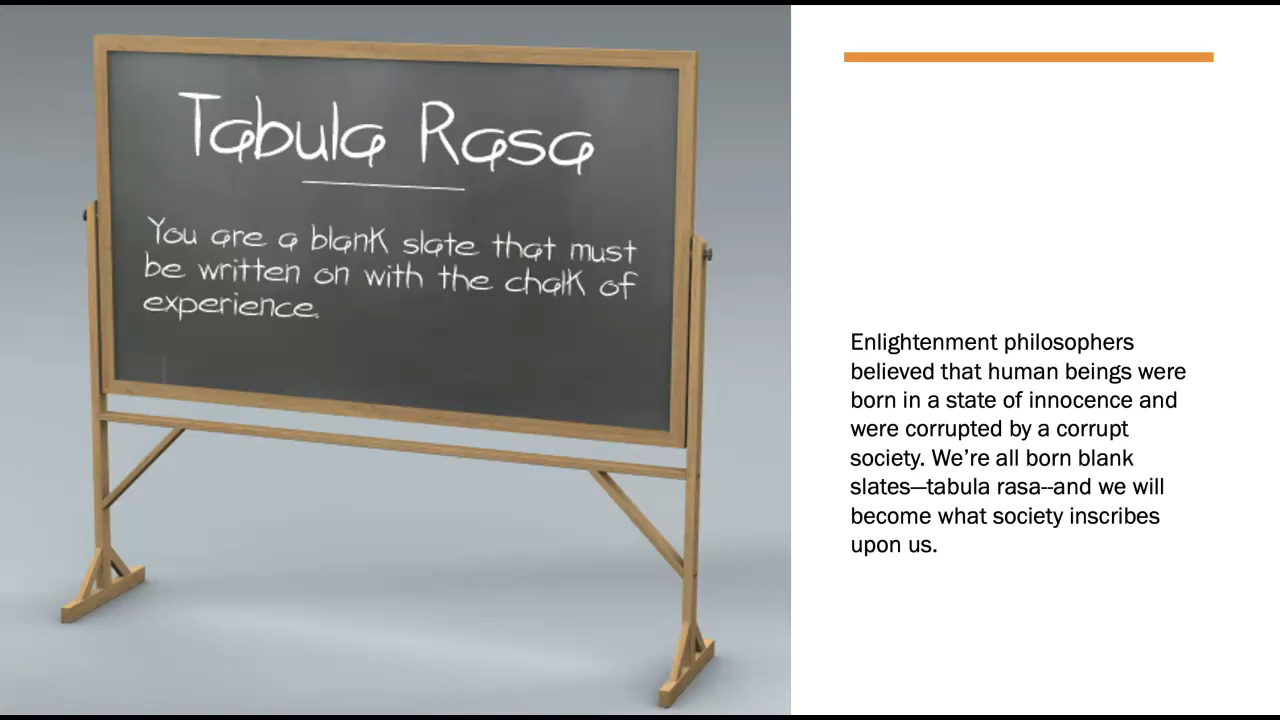 Tabula Rasa
You are a blank slate that must
be written on with the chalk of
experience.
Enlightenment philosophers
believed that human beings were
born in a state of innocence and
were corrupted by a corrupt
society. We’re all born blank
slates—tabula rasa--and we will
become what society inscribes
upon us.